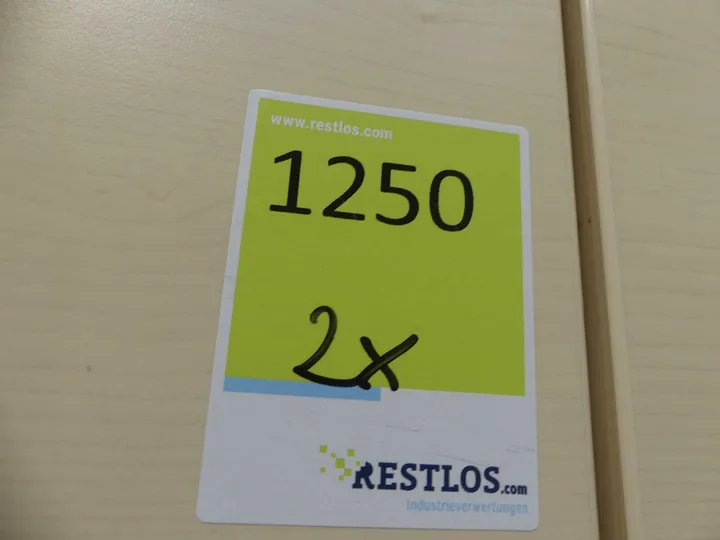 www.restlos.com
1250
2x
RESTLOS.com
Industrieverwertungen